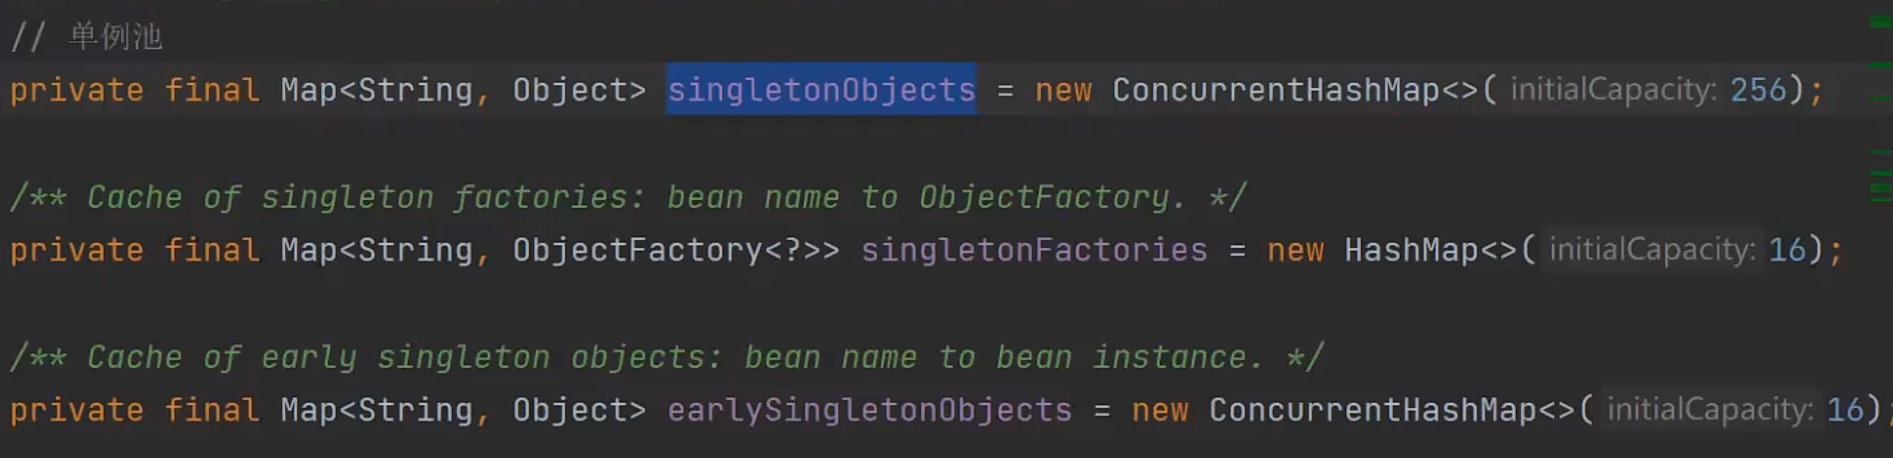 // 单例池
private final Map<String, Object> singletonObjects = new ConcurrentHashMap<>( initialCapacity: 256);
/** Cache of singleton factories: bean name to ObjectFactory. */
private final Map<String, ObjectFactory<?>> singletonFactories = new HashMap<>( initialCapacity: 16);
/** Cache of early singleton objects: bean name to bean instance. */
private final Map<String, Object> earlySingletonObjects = new ConcurrentHashMap<>( initialCapacity: 16);